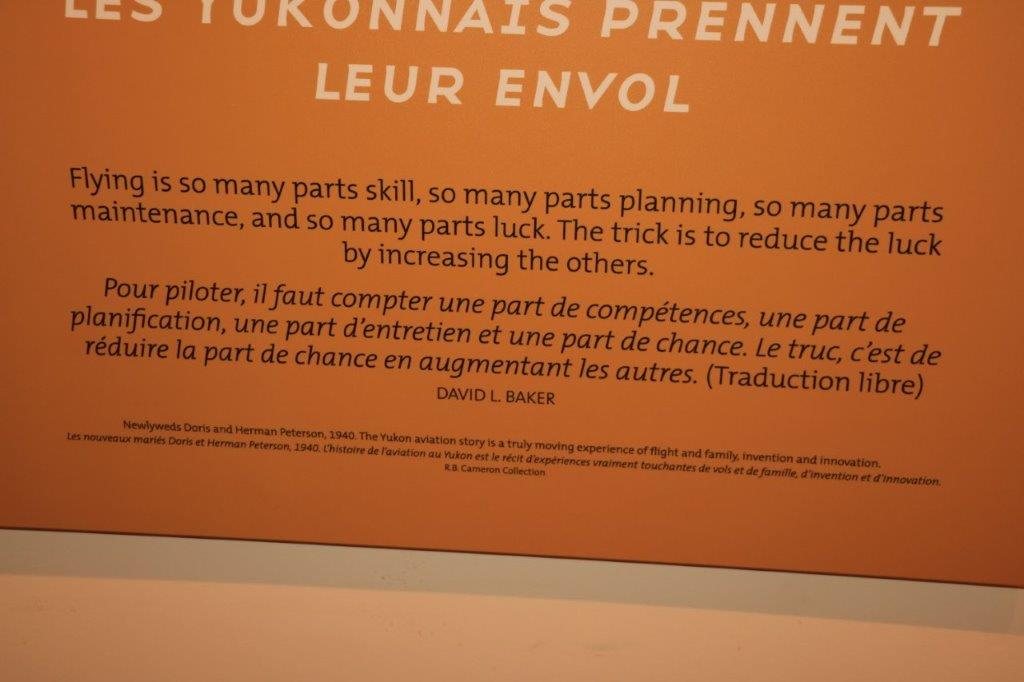 LES YUKONNAIS PRENNENT
LEUR ENVOL
Flying is so many parts skill, so many parts planning, so many parts
maintenance, and so many parts luck. The trick is to reduce the luck
by increasing the others.
Pour piloter, il faut compter une part de compétences, une part de
planification, une part d'entretien et une part de chance. Le truc, c'est de
réduire la part de chance en augmentant les autres. (Traduction libre)
DAVID L. BAKER
Newlyweds Doris and Herman Peterson, 1940. The Yukon aviation story is a truly moving experience of flight and family, invention and innovation.
Les nouveaux mariés Doris et Herman Peterson, 1940. L'histoire de l'aviation au Yukon est le récit d'expériences vraiment touchantes de vols et de famille, d'invention et d'innovation.
R.B. Cameron Collection